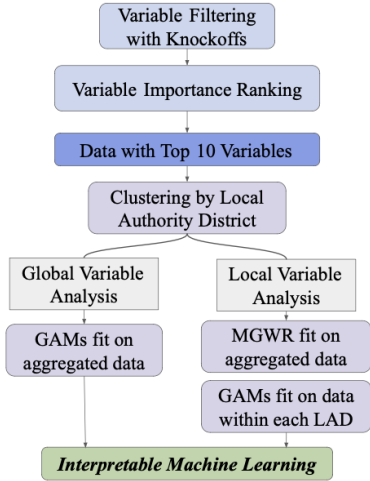 Variable Filtering
with Knockoffs
Variable Importance Ranking
Data with Top 10 Variables
Clustering by Local
Authority District
Global Variable
Analysis
GAMs fit on
aggregated data
Local Variable
Analysis
MGWR fit on
aggregated data
GAMs fit on data
within each LAD
Interpretable Machine Learning